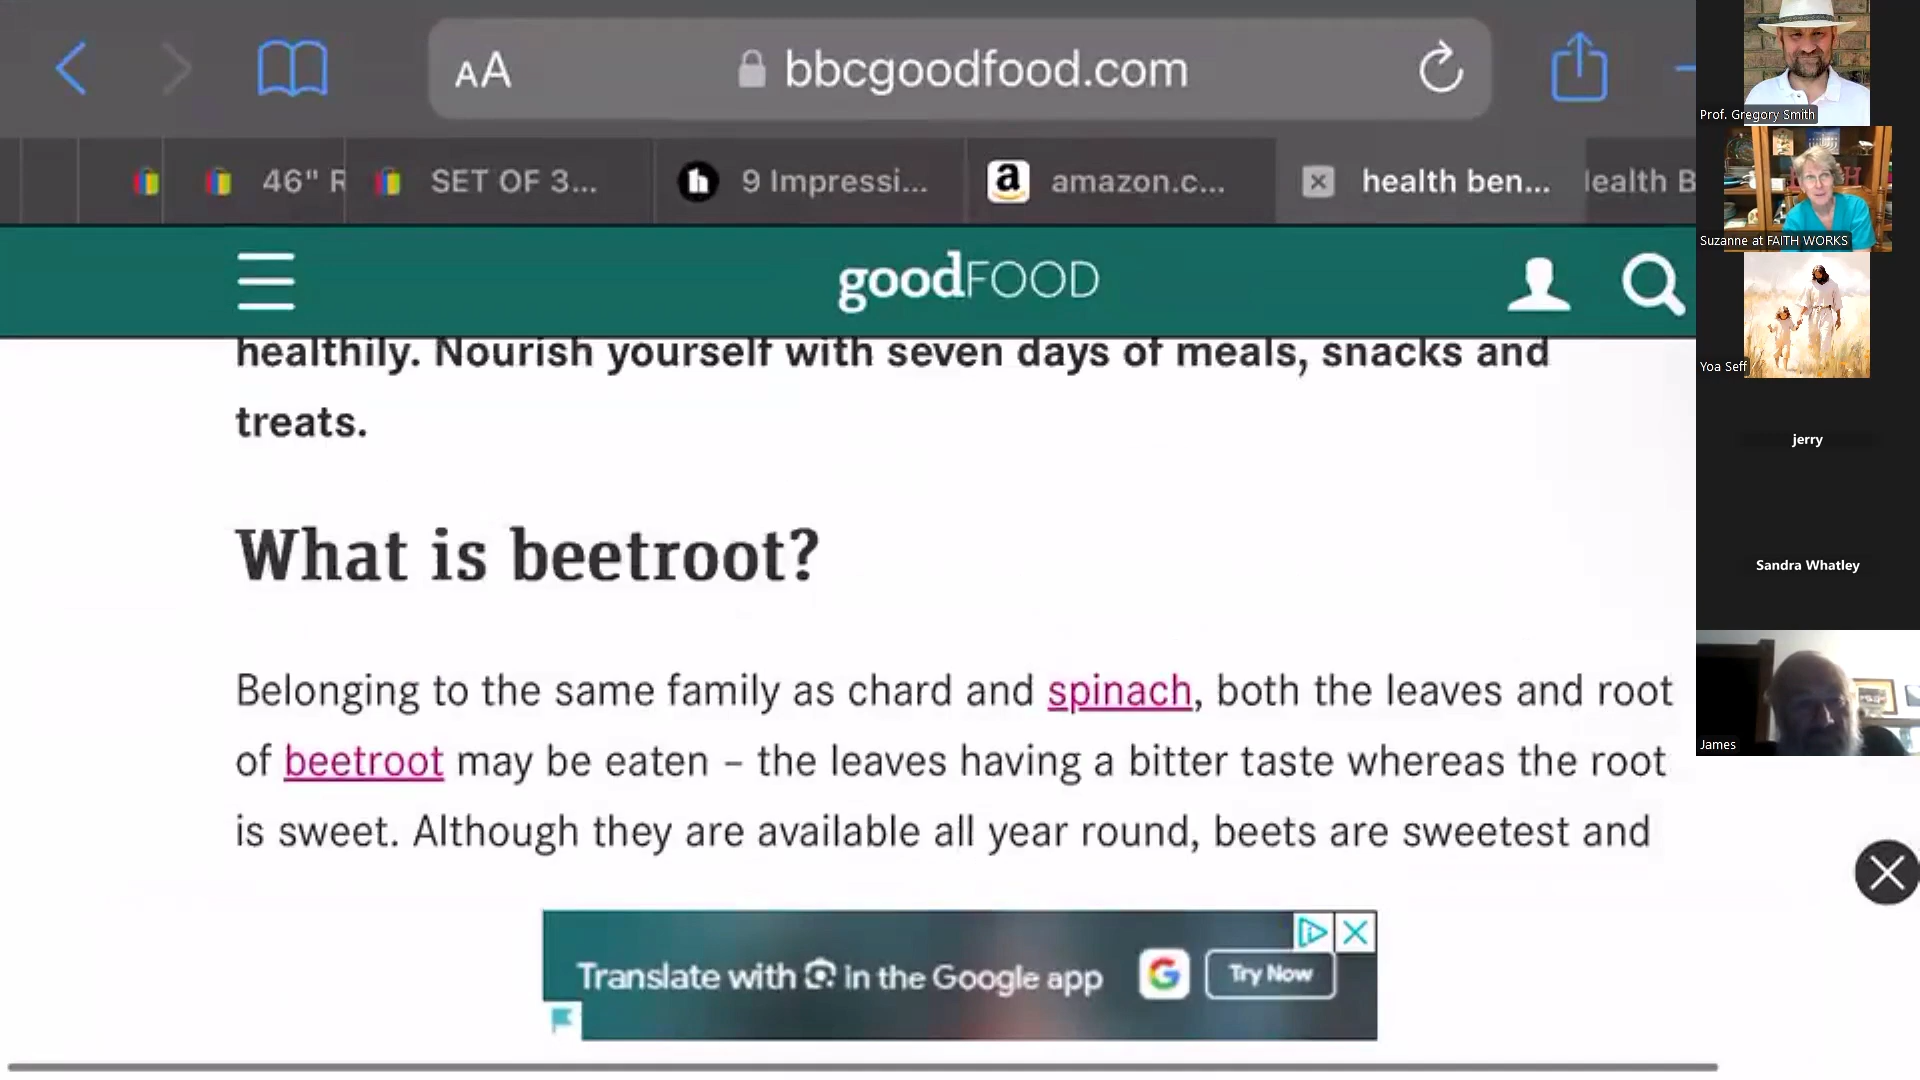 AA bbcgoodfood.com
46" R
SET OF 3...
9 Impressi...
amazon.c...
health ben...
lealth B
goodFOOD
healthily. Nourish yourself with seven days of meals, snacks and
treats.
What is beetroot?
Belonging to the same family as chard and spinach, both the leaves and root
of beetroot may be eaten – the leaves having a bitter taste whereas the root
is sweet. Although they are available all year round, beets are sweetest and
Translate with in the Google app
Try Now
Prof. Gregory Smith
Suzanne at FAITH WORKS
Yoa Seff
jerry
Sandra Whatley
James